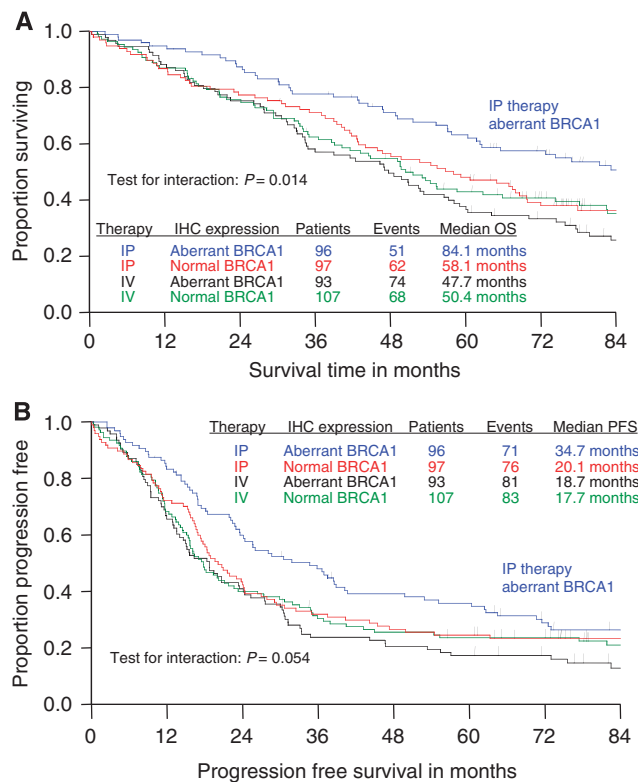 A
Proportion surviving
1.0
0.8
0.6
0.4
0.2
0.0
IP therapy
aberrant BRCA1
Test for interaction: P = 0.014
Therapy IHC expression Patients Events Median OS
IP Aberrant BRCA1 96 51 84.1 months
IP Normal BRCA1 97 62 58.1 months
IV Aberrant BRCA1 93 74 47.7 months
IV Normal BRCA1 107 68 50.4 months
0 12 24 36 48 60 72 84
Survival time in months
B
Proportion progression free
1.0
0.8
0.6
0.4
0.2
0.0
Therapy IHC expression Patients Events Median PFS
IP Aberrant BRCA1 96 71 34.7 months
IP Normal BRCA1 97 76 20.1 months
IV Aberrant BRCA1 93 81 18.7 months
IV Normal BRCA1 107 83 17.7 months
IP therapy
aberrant BRCA1
Test for interaction: P = 0.054
0 12 24 36 48 60 72 84
Progression free survival in months